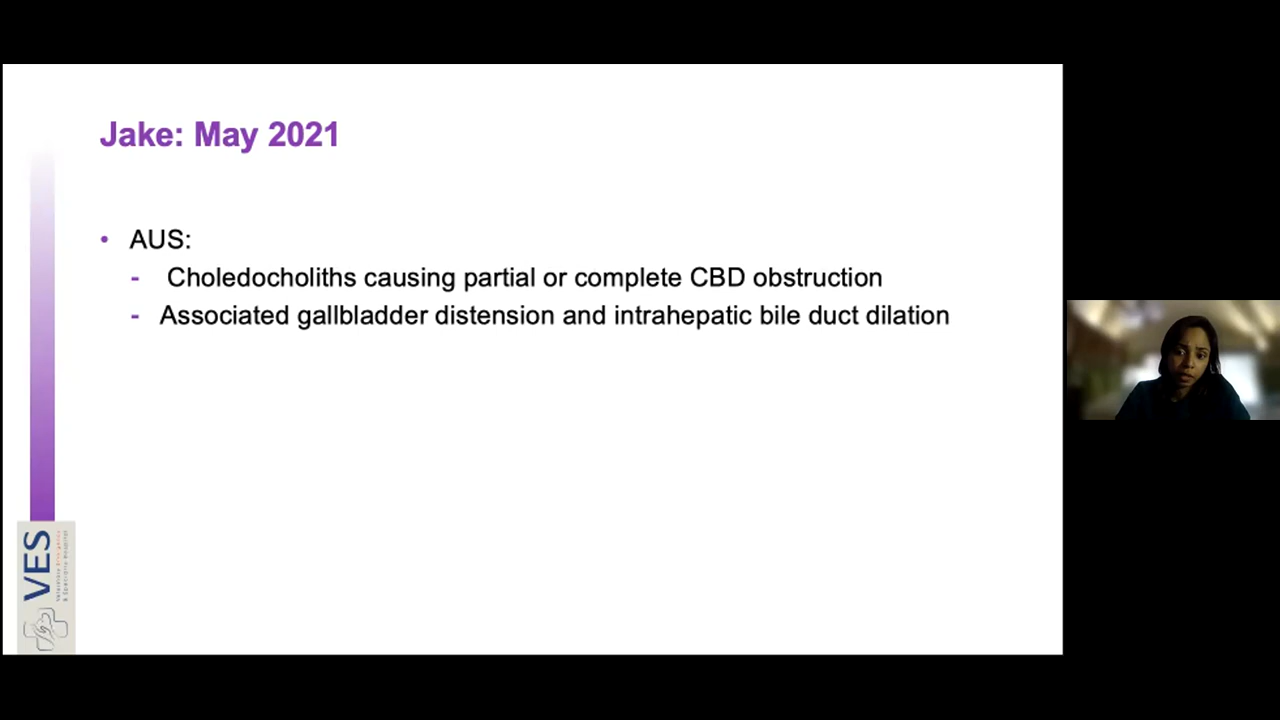 Jake: May 2021
• AUS:
- Choledocholiths causing partial or complete CBD obstruction
- Associated gallbladder distension and intrahepatic bile duct dilation
VES